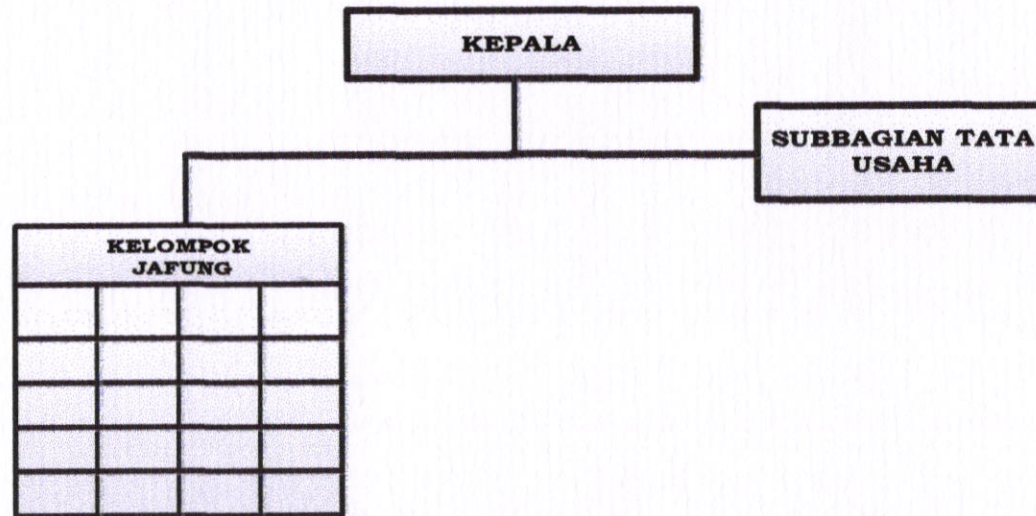 KEPALA
SUBBAGIAN TATA
USAHA
KELOMPOK
JAFUNG